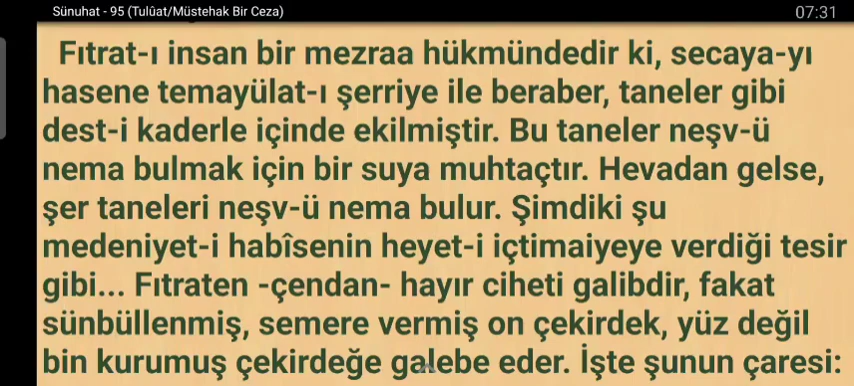 Sünuhat - 95 (Tulûat/Müstehak Bir Ceza)
07:31
Fıtrat-ı insan bir mezraa hükmündedir ki, secaya-yı
hasene temayülat-ı şerriye ile beraber, taneler gibi
dest-i kaderle içinde ekilmiştir. Bu taneler neşv-ü
nema bulmak için bir suya muhtaçtır. Hevadan gelse,
şer taneleri neşv-ü nema bulur. Şimdiki şu
medeniyet-i habîsenin heyet-i içtimaiyeye verdiği tesir
gibi... Fıtraten -çendan- hayır ciheti galibdir, fakat
sünbüllenmiş, semere vermiş on çekirdek, yüz değil
bin kurumuş çekirdeğe galebe eder. İşte şunun çaresi: